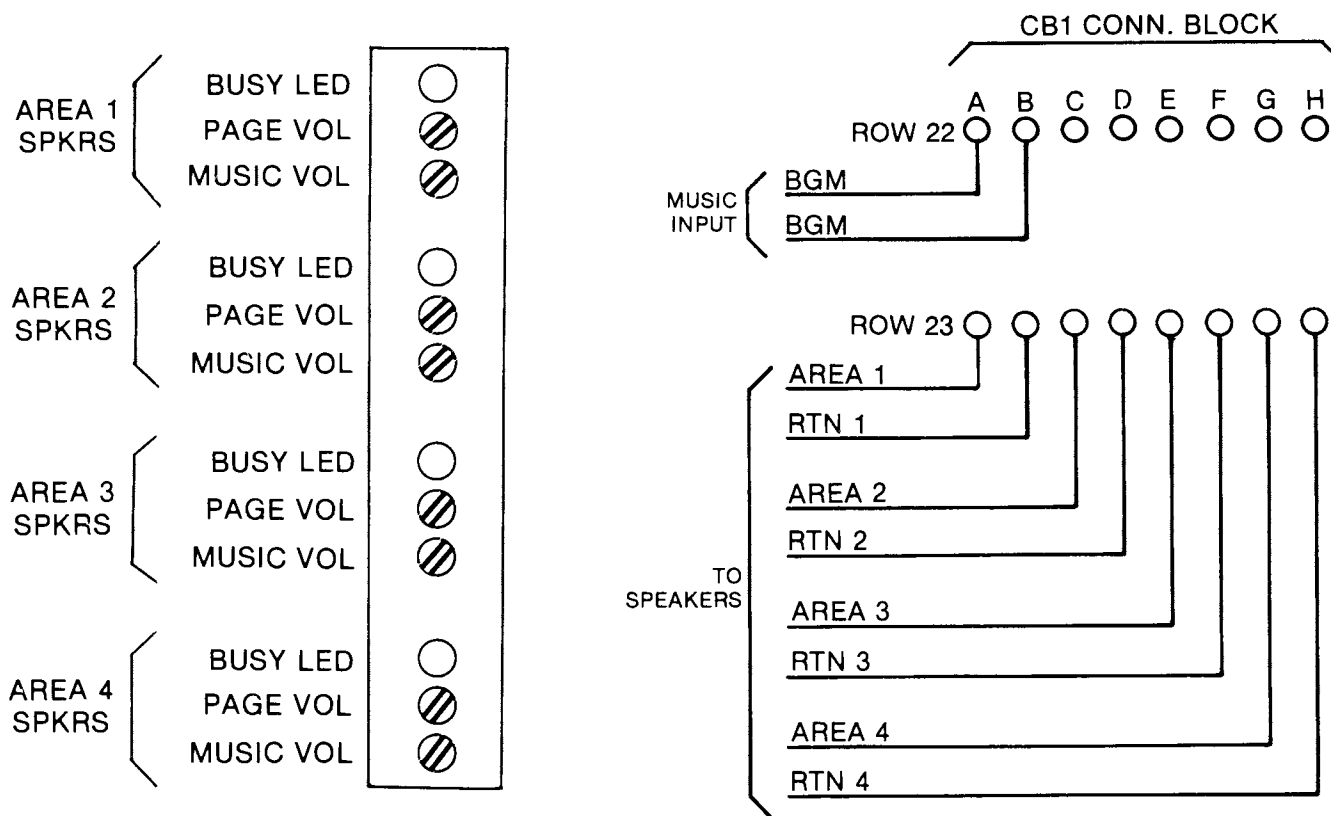 AREA 1
SPKRS
BUSY LED
PAGE VOL
MUSIC VOL
AREA 2
SPKRS
BUSY LED
PAGE VOL
MUSIC VOL
AREA 3
SPKRS
BUSY LED
PAGE VOL
MUSIC VOL
AREA 4
SPKRS
BUSY LED
PAGE VOL
MUSIC VOL
CB1 CONN. BLOCK
A B C D E F G H
ROW 22
MUSIC
INPUT
BGM
BGM
ROW 23
TO
SPEAKERS
AREA 1
RTN 1
AREA 2
RTN 2
AREA 3
RTN 3
AREA 4
RTN 4